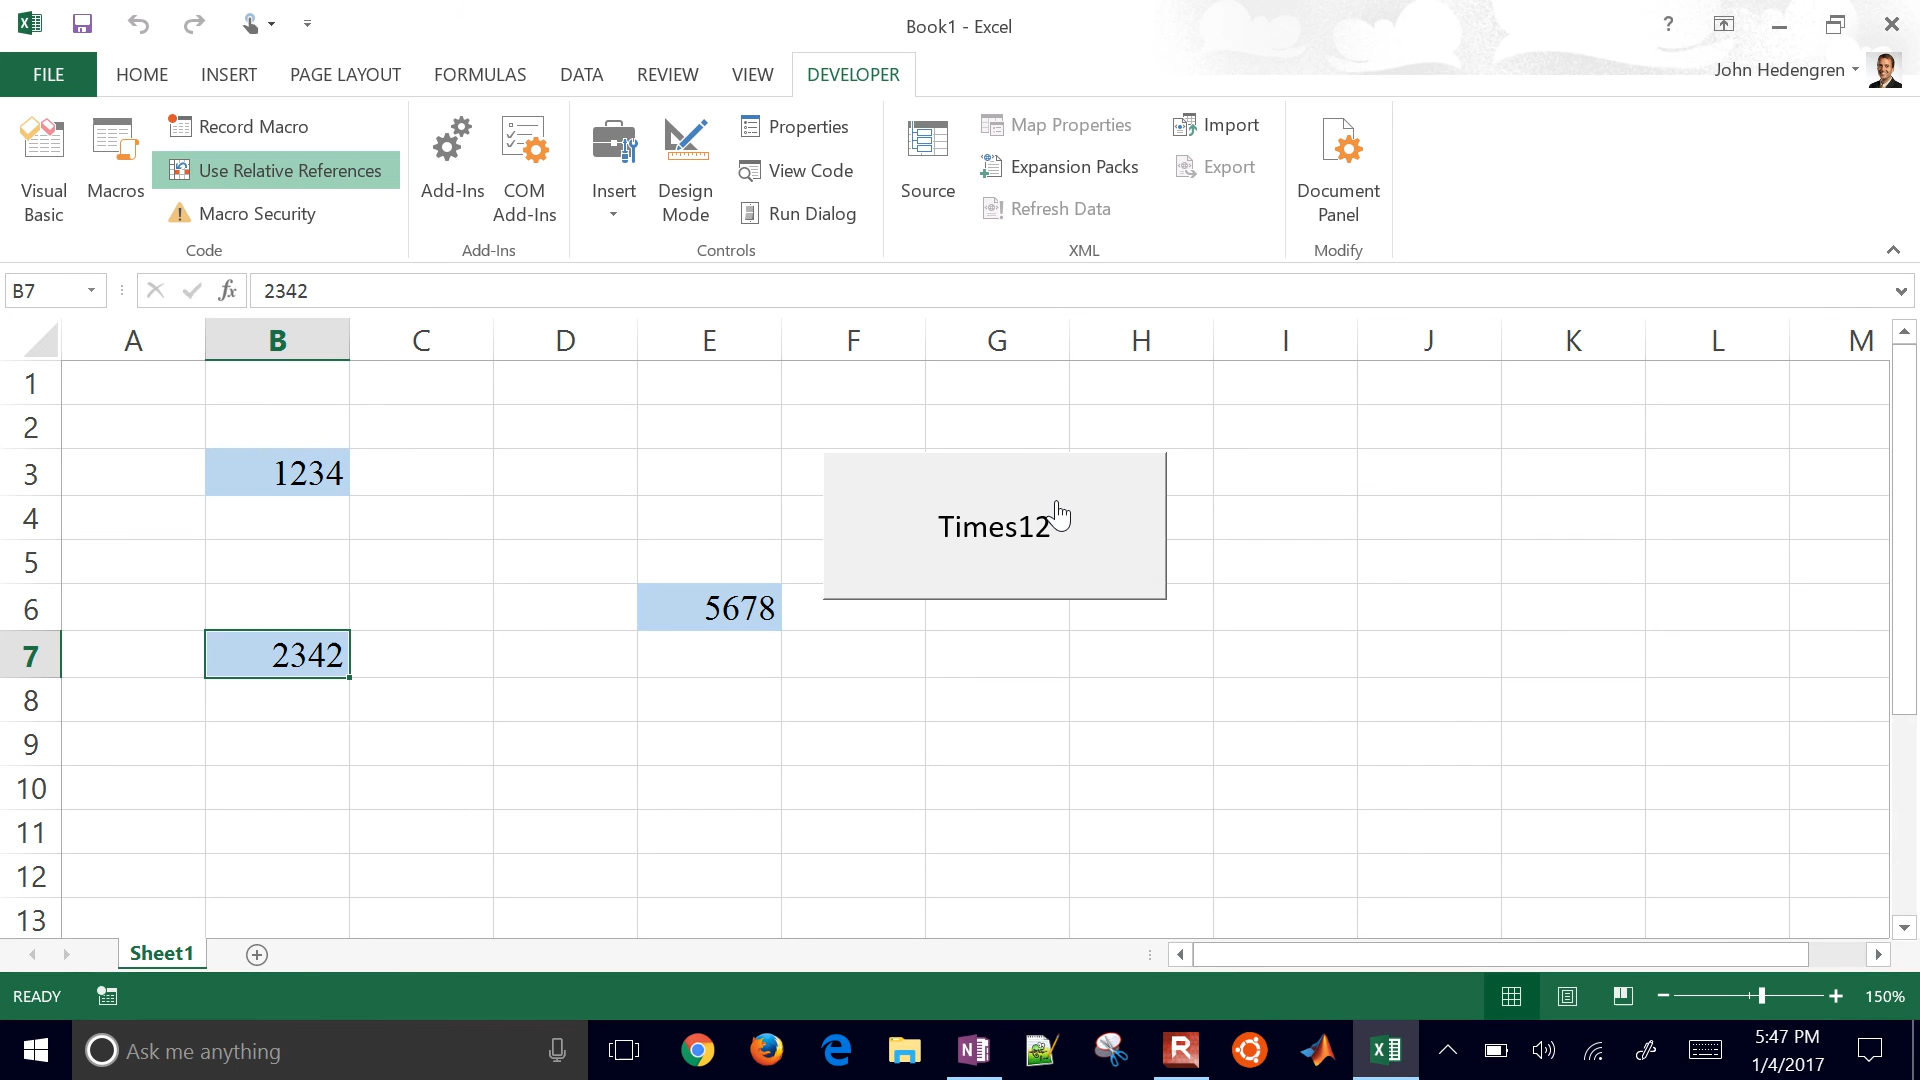 Book1 - Excel
?
FILE HOME INSERT PAGE LAYOUT FORMULAS DATA REVIEW VIEW DEVELOPER
John Hedengren
Visual Basic
Macros
Record Macro
Use Relative References
Macro Security
Code
Add-Ins
COM Add-Ins
Add-Ins
Insert
Design Mode
Properties
View Code
Run Dialog
Controls
Source
Map Properties
Expansion Packs
Refresh Data
Import
Export
XML
Document Panel
Modify
B7 fx 2342
A B C D E F G H I J K L M
1
2
3 1234
4
Times12
5
6 5678
7 2342
8
9
10
11
12
13
Sheet1
READY
150%
Ask me anything
5:47 PM
1/4/2017